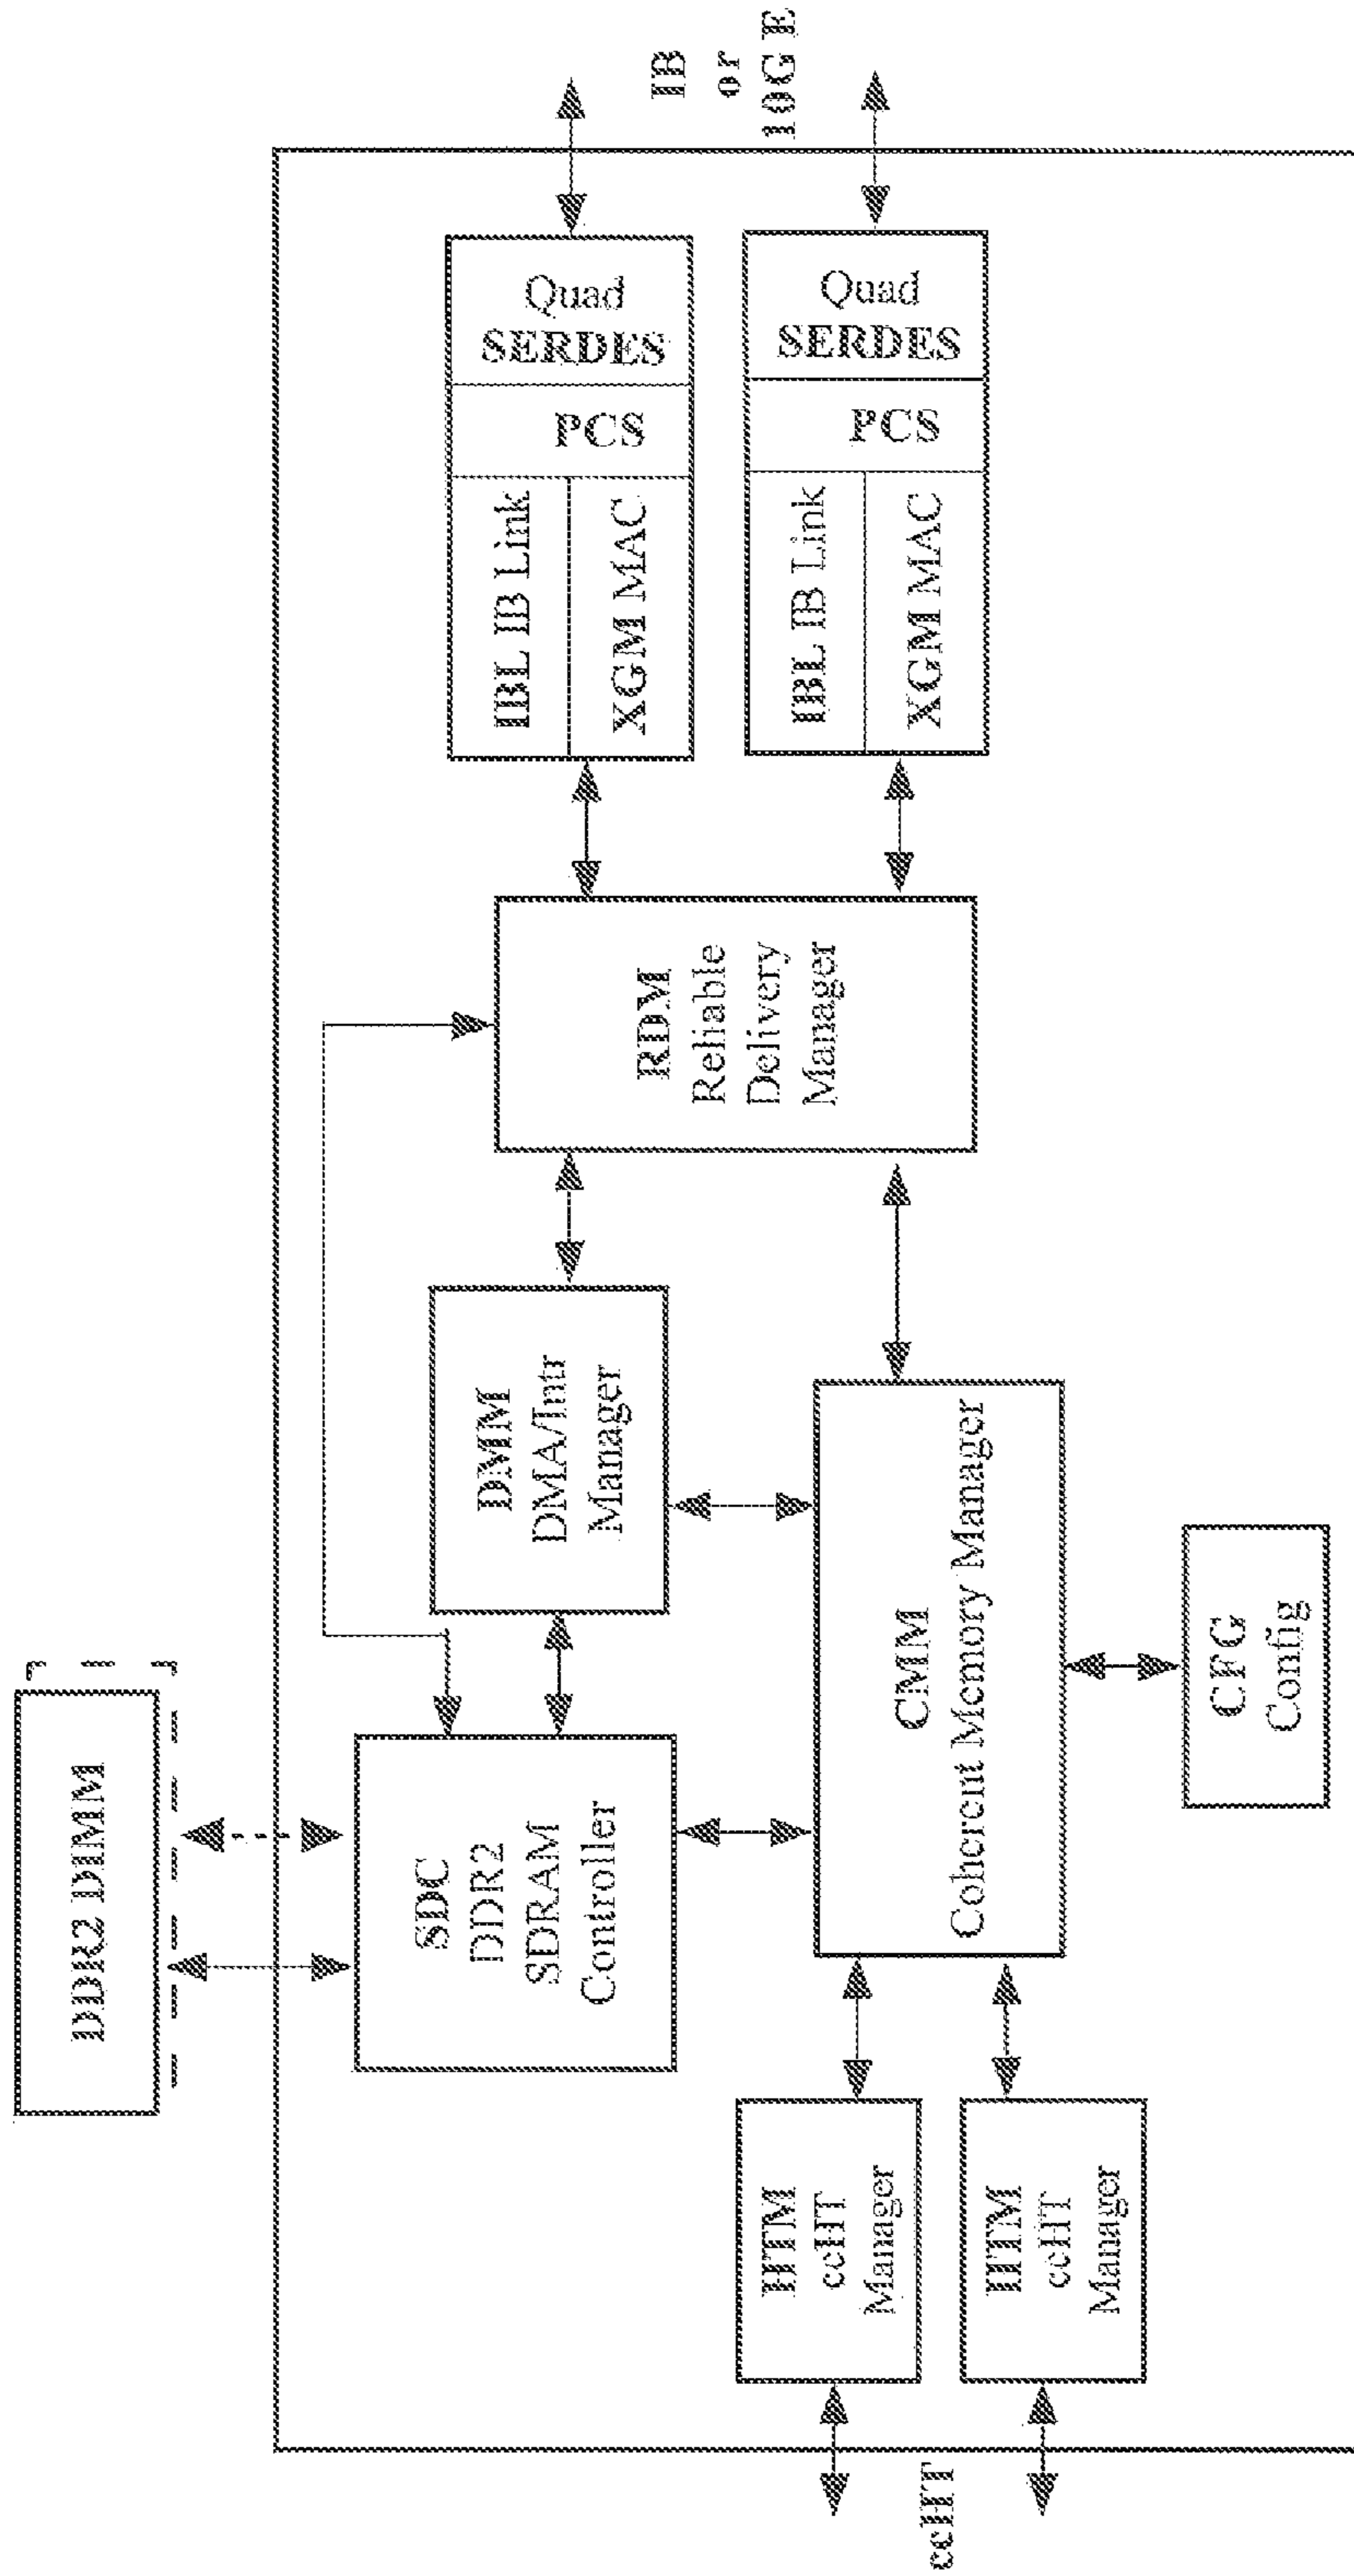 DDR2 DIMM
SDC
DDR2
SDRAM
Controller
DMM
DMA/Intr
Manager
RDM
Reliable
Delivery
Manager
IBL IB Link
XGM MAC
PCS
Quad
SERDES
IBL IB Link
XGM MAC
PCS
Quad
SERDES
IB
or
10G E
ccHT
HTM
ccHT
Manager
HTM
ccHT
Manager
CMM
Coherent Memory Manager
CFG
Config